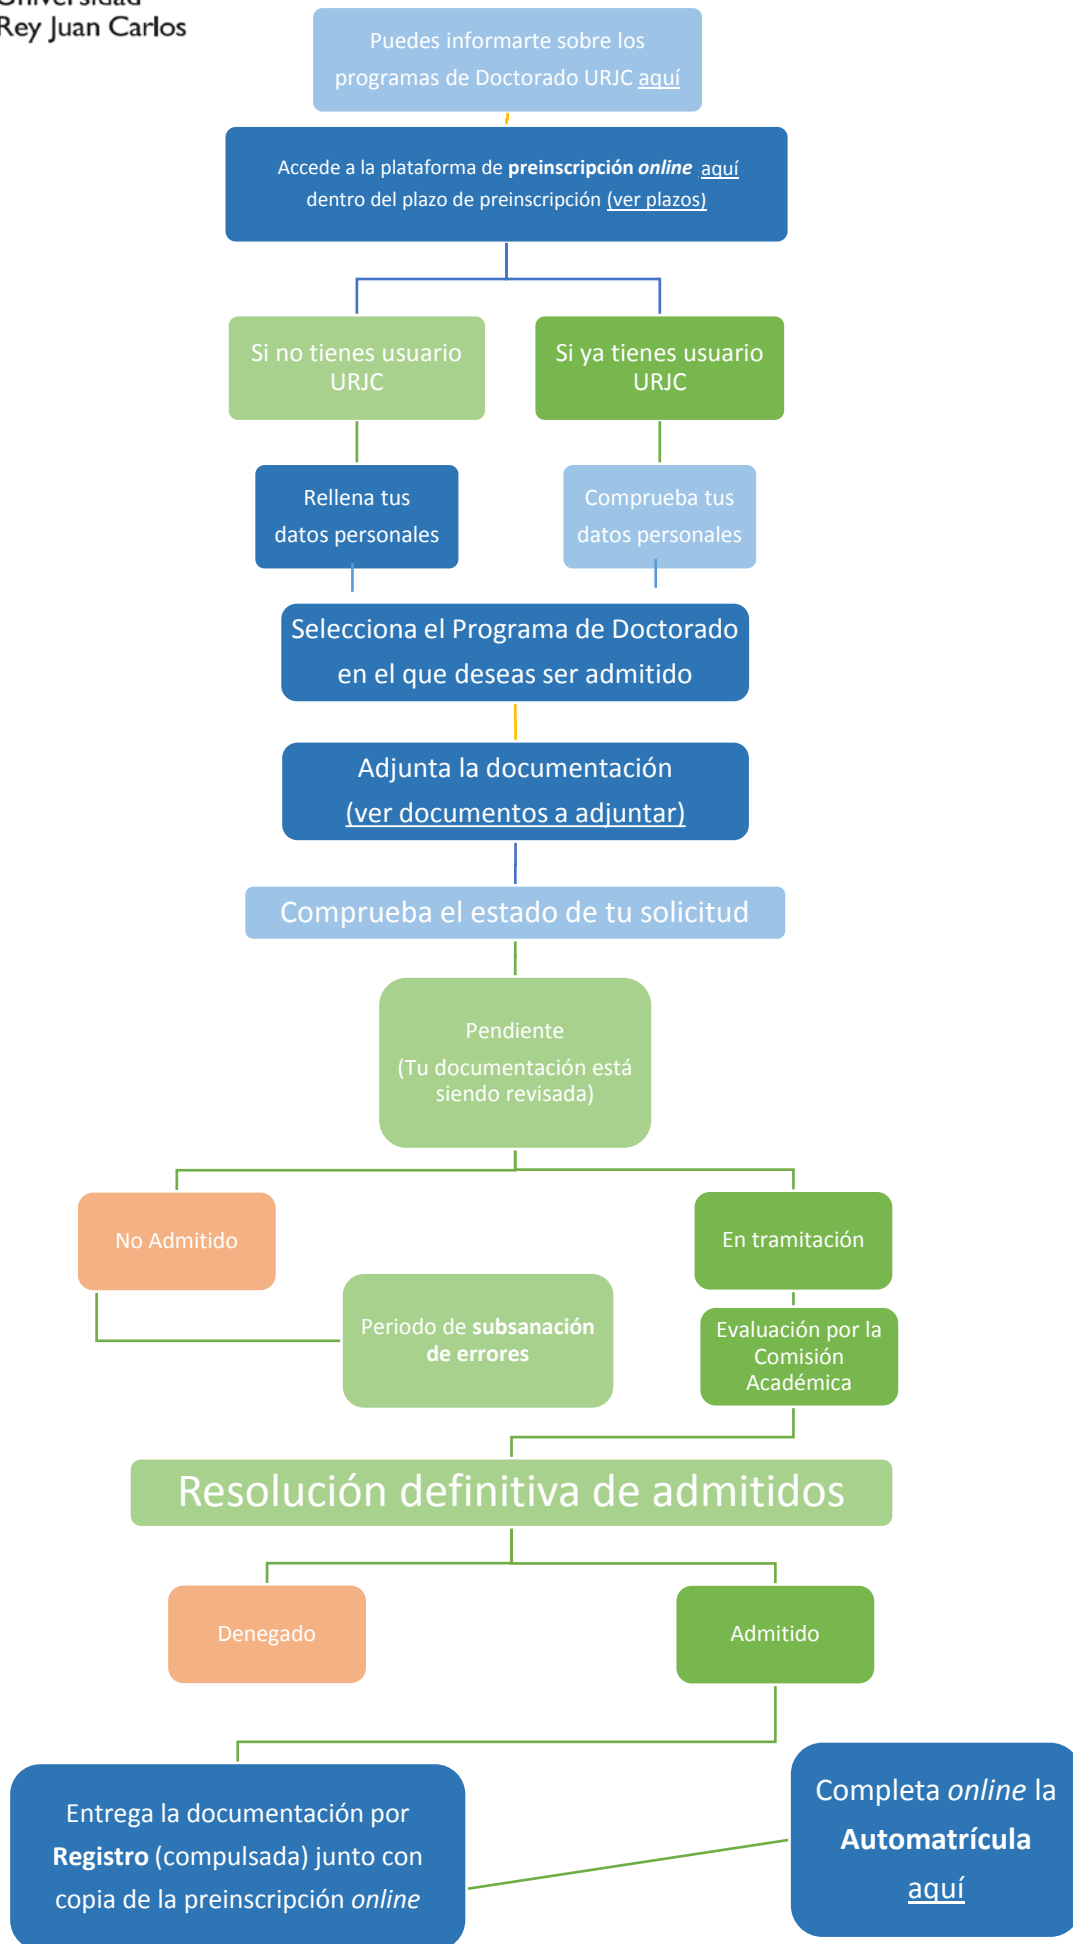 Universidad
Rey Juan Carlos
Puedes informarte sobre los
programas de Doctorado URJC aquí
Accede a la plataforma de preinscripción online aquí
dentro del plazo de preinscripción (ver plazos)
Si no tienes usuario
URJC
Si ya tienes usuario
URJC
Rellena tus
datos personales
Comprueba tus
datos personales
Selecciona el Programa de Doctorado
en el que deseas ser admitido
Adjunta la documentación
(ver documentos a adjuntar)
Comprueba el estado de tu solicitud
Pendiente
(Tu documentación está
siendo revisada)
No Admitido
En tramitación
Periodo de subsanación
de errores
Evaluación por la
Comisión
Académica
Resolución definitiva de admitidos
Denegado
Admitido
Entrega la documentación por
Registro (compulsada) junto con
copia de la preinscripción online
Completa online la
Automatrícula
aquí